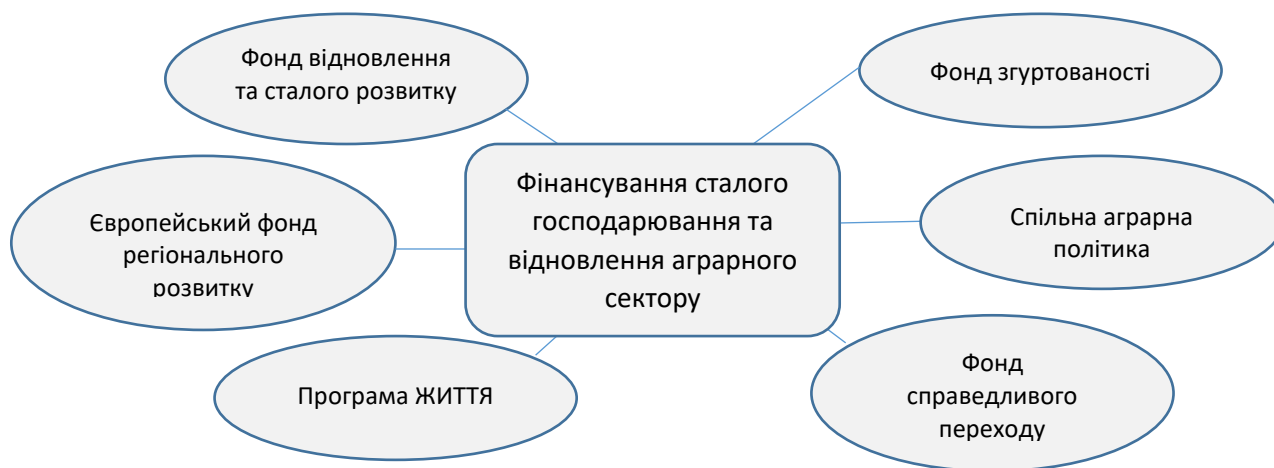 Фонд відновлення
та сталого розвитку
Фонд згуртованості
Фінансування сталого
господарювання та
відновлення аграрного
сектору
Європейський фонд
регіонального
розвитку
Спільна аграрна
політика
Програма ЖИТТЯ
Фонд
справедливого
переходу